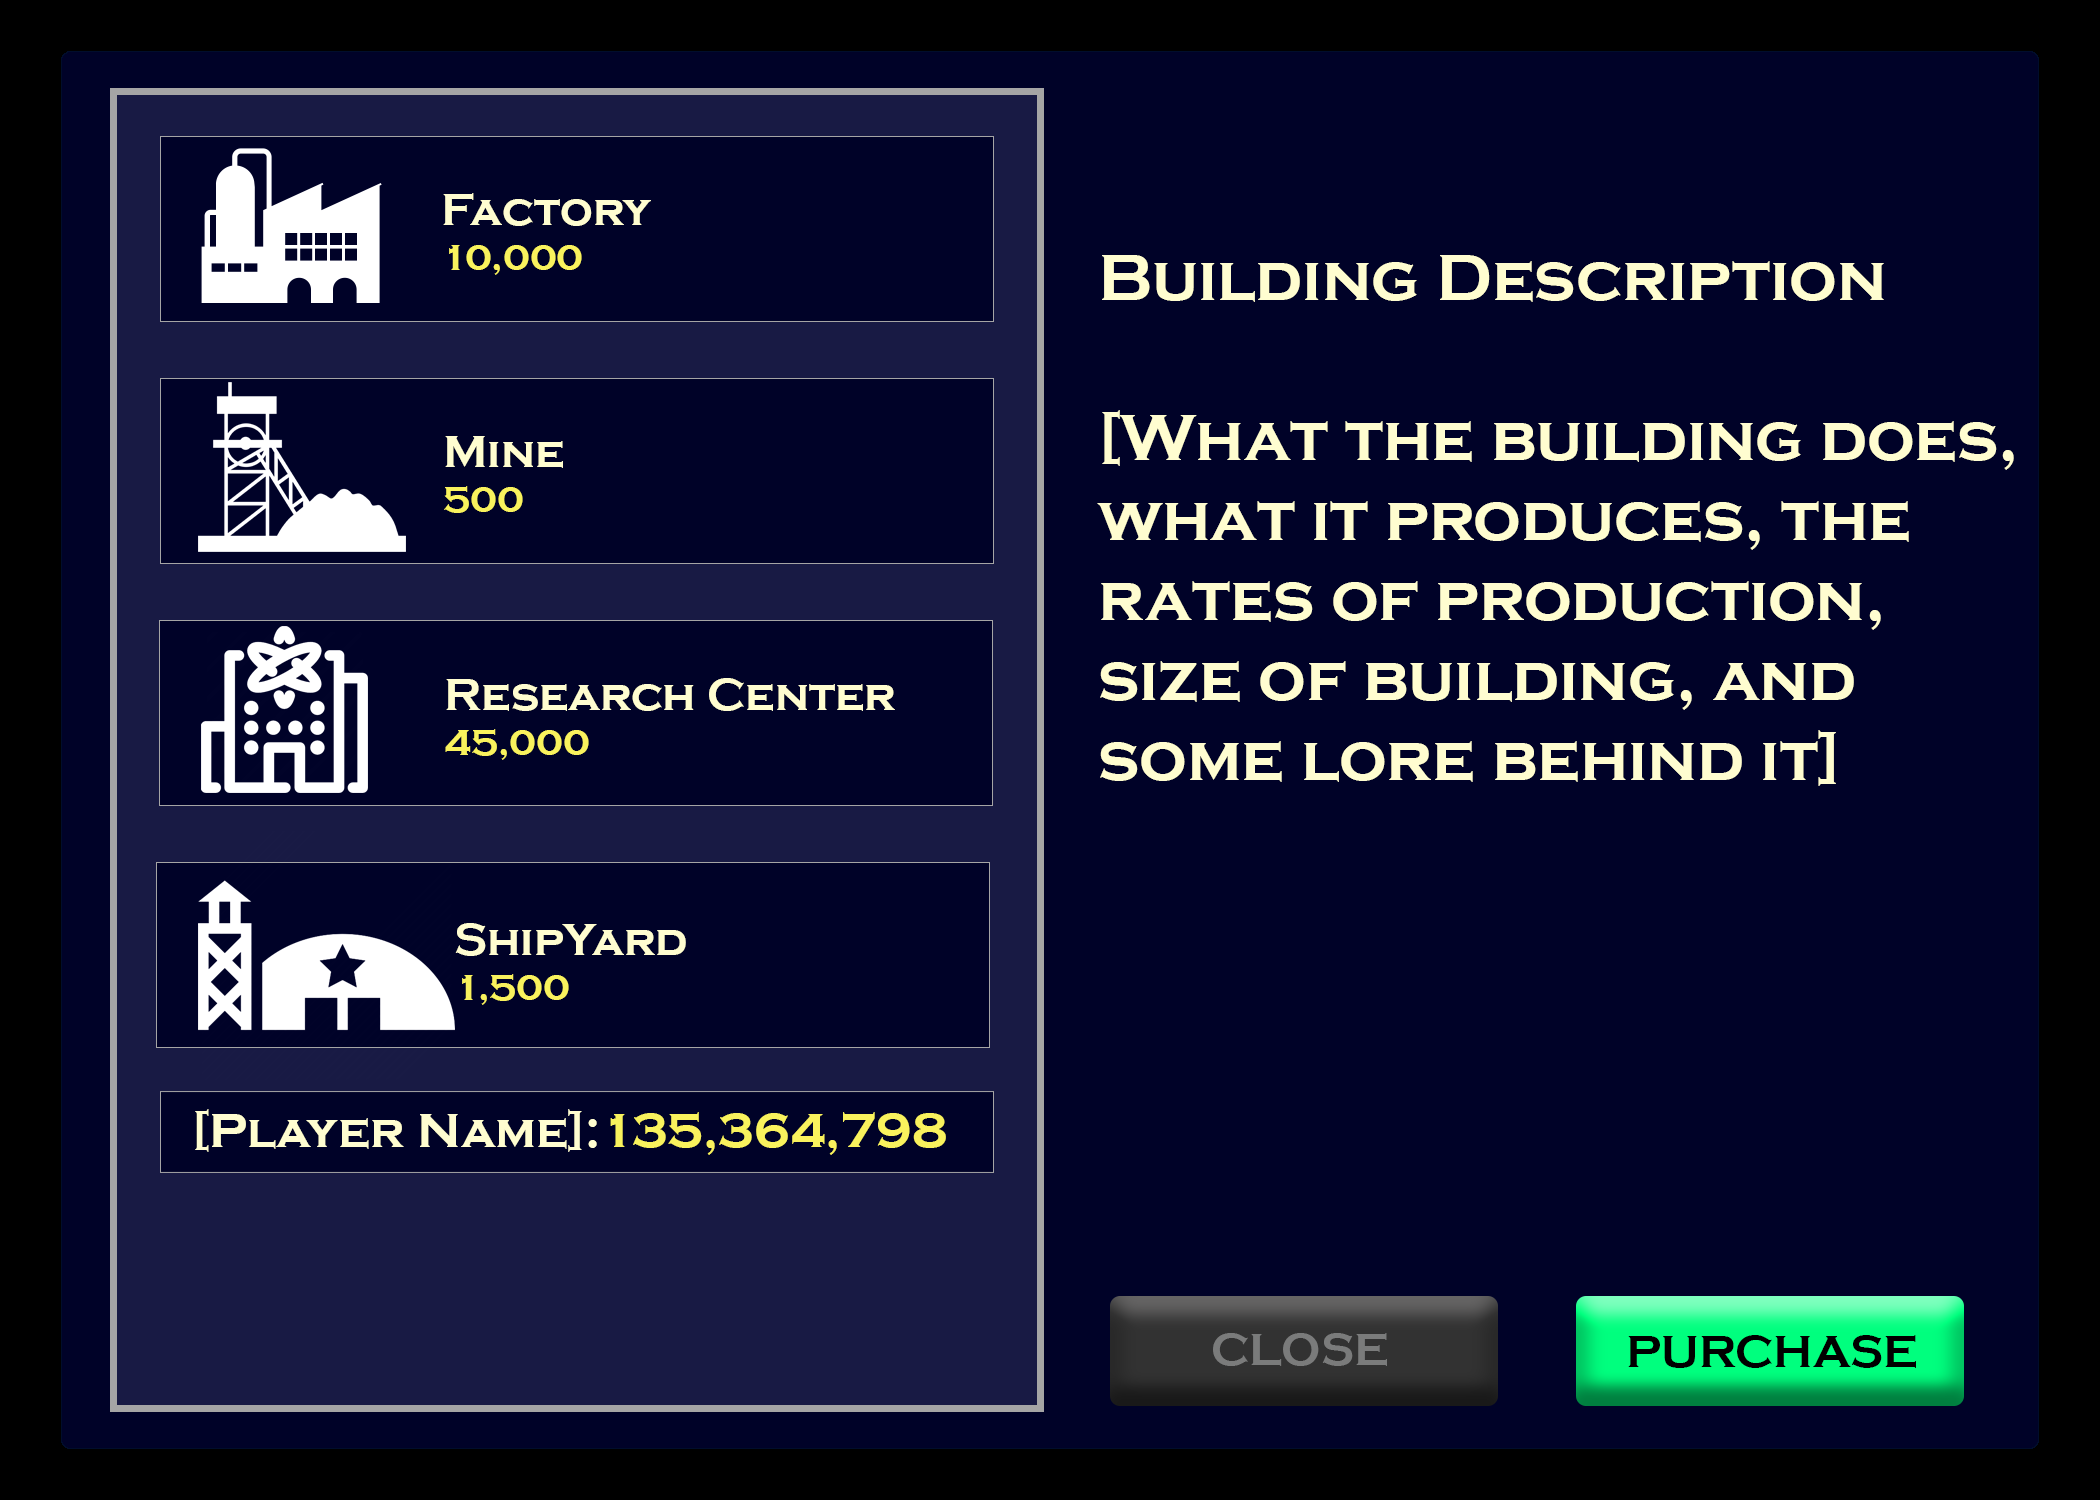 Factory
10,000
Mine
500
Research Center
45,000
ShipYard
1,500
[Player Name]: 135,364,798
Building Description
[What the building does,
what it produces, the
rates of production,
size of building, and
some lore behind it]
CLOSE
PURCHASE